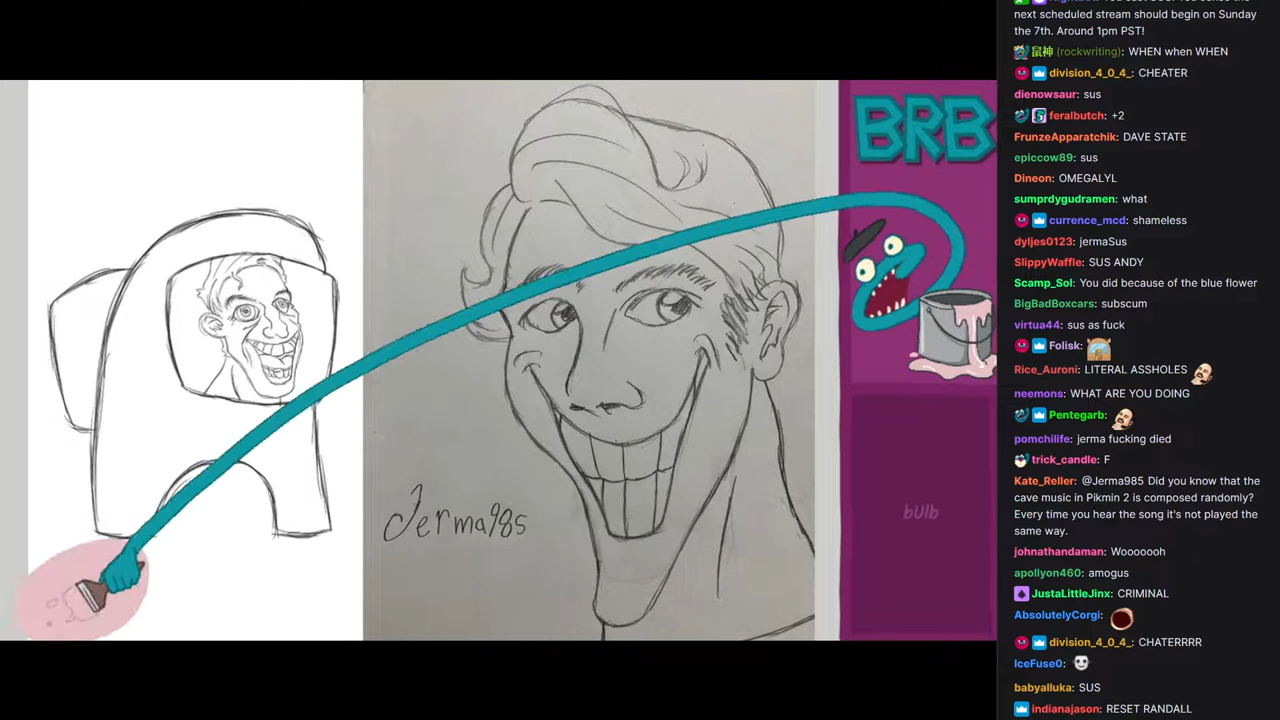 BRB
Jerma985
bUlb
next scheduled stream should begin on Sunday
the 7th. Around 1pm PST!
鼠神 (rockwriting): WHEN when WHEN
division_4_0_4_: CHEATER
dienowsaur: sus
feralbutch: +2
FrunzeApparatchik: DAVE STATE
epiccow89: sus
Dineon: OMEGALYL
sumprdygudramen: what
currence_mcd: shameless
dyljes0123: jermaSus
SlippyWaffle: SUS ANDY
Scamp_Sol: You did because of the blue flower
BigBadBoxcars: subscum
virtua44: sus as fuck
Folisk:
Rice_Auroni: LITERAL ASSHOLES
neemons: WHAT ARE YOU DOING
Pentegarb:
pomchilife: jerma fucking died
trick_candle: F
Kate_Reller: @Jerma985 Did you know that the
cave music in Pikmin 2 is composed randomly?
Every time you hear the song it's not played the
same way.
johnathandaman: Wooooooh
apollyon460: amogus
JustaLittleJinx: CRIMINAL
AbsolutelyCorgi:
division_4_0_4_: CHATERRRR
IceFuse0:
babyalluka: SUS
indianajason: RESET RANDALL